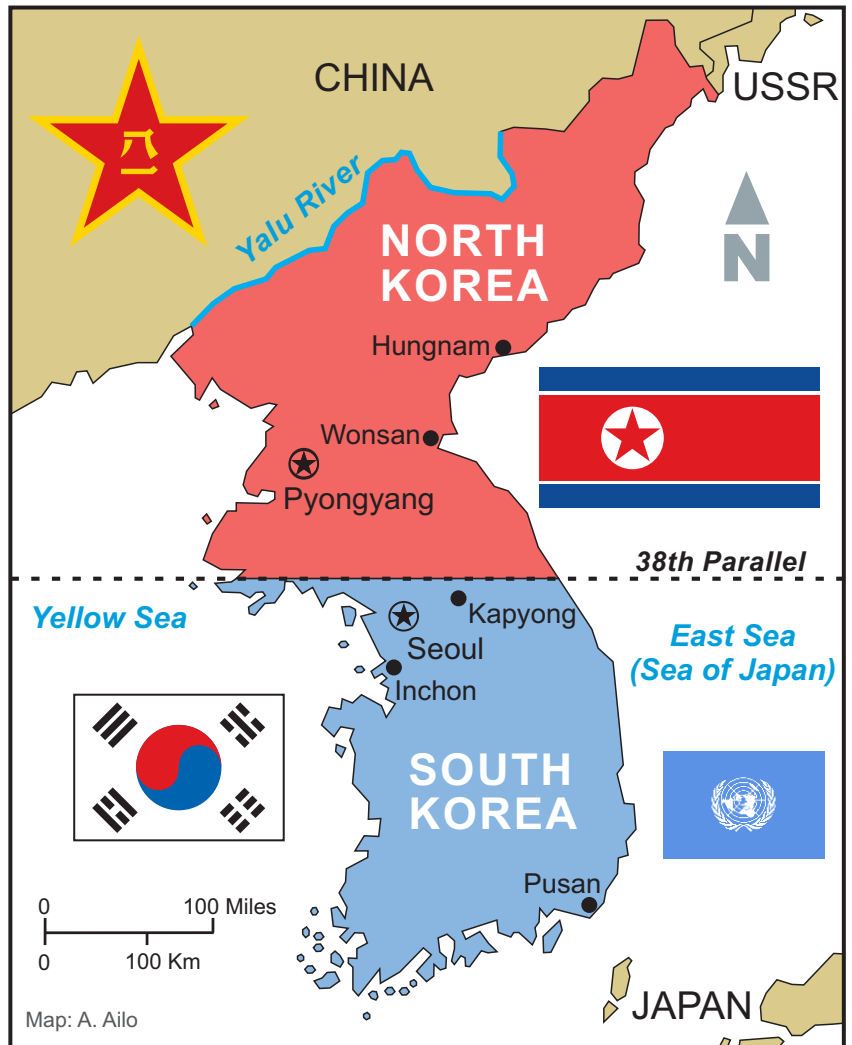 CHINA
USSR
八一
Yalu River
N
NORTH
KOREA
Hungnam
Wonsan
Pyongyang
38th Parallel
Yellow Sea
Kapyong
Seoul
East Sea
(Sea of Japan)
Inchon
SOUTH
KOREA
Pusan
0 100 Miles
0 100 Km
JAPAN
Map: A. Ailo